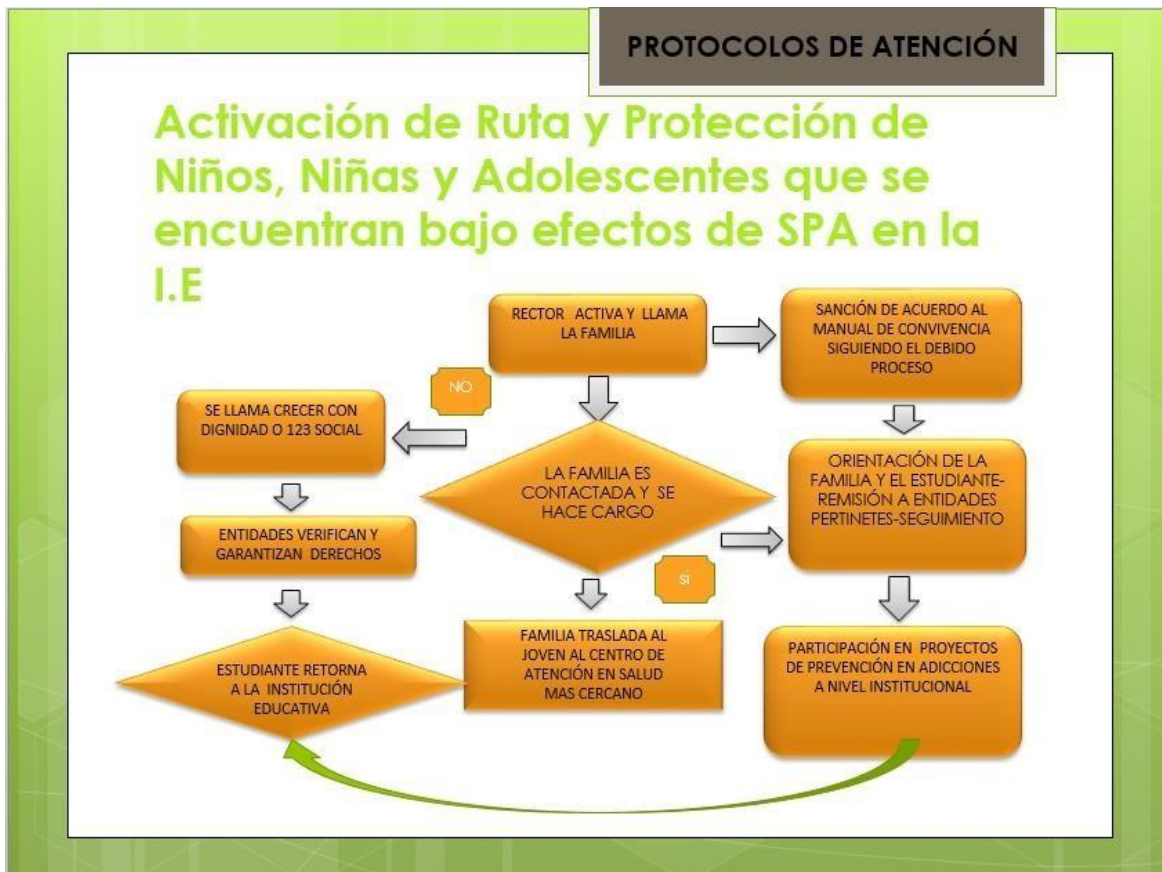 PROTOCOLOS DE ATENCIÓN
Activación de Ruta y Protección de
Niños, Niñas y Adolescentes que se
encuentran bajo efectos de SPA en la
I.E
RECTOR ACTIVA Y LLAMA
LA FAMILIA
SANCIÓN DE ACUERDO AL
MANUAL DE CONVIVENCIA
SIGUIENDO EL DEBIDO
PROCESO
NO
SE LLAMA CRECER CON
DIGNIDAD O 123 SOCIAL
LA FAMILIA ES
CONTACTADA Y SE
HACE CARGO
ORIENTACIÓN DE LA
FAMILIA Y EL ESTUDIANTE-
REMISIÓN A ENTIDADES
PERTINETES-SEGUIMIENTO
ENTIDADES VERIFICAN Y
GARANTIZAN DERECHOS
SI
ESTUDIANTE RETORNA
A LA INSTITUCIÓN
EDUCATIVA
FAMILIA TRASLADA AL
JOVEN AL CENTRO DE
ATENCIÓN EN SALUD
MAS CERCANO
PARTICIPACIÓN EN PROYECTOS
DE PREVENCIÓN EN ADICCIONES
A NIVEL INSTITUCIONAL